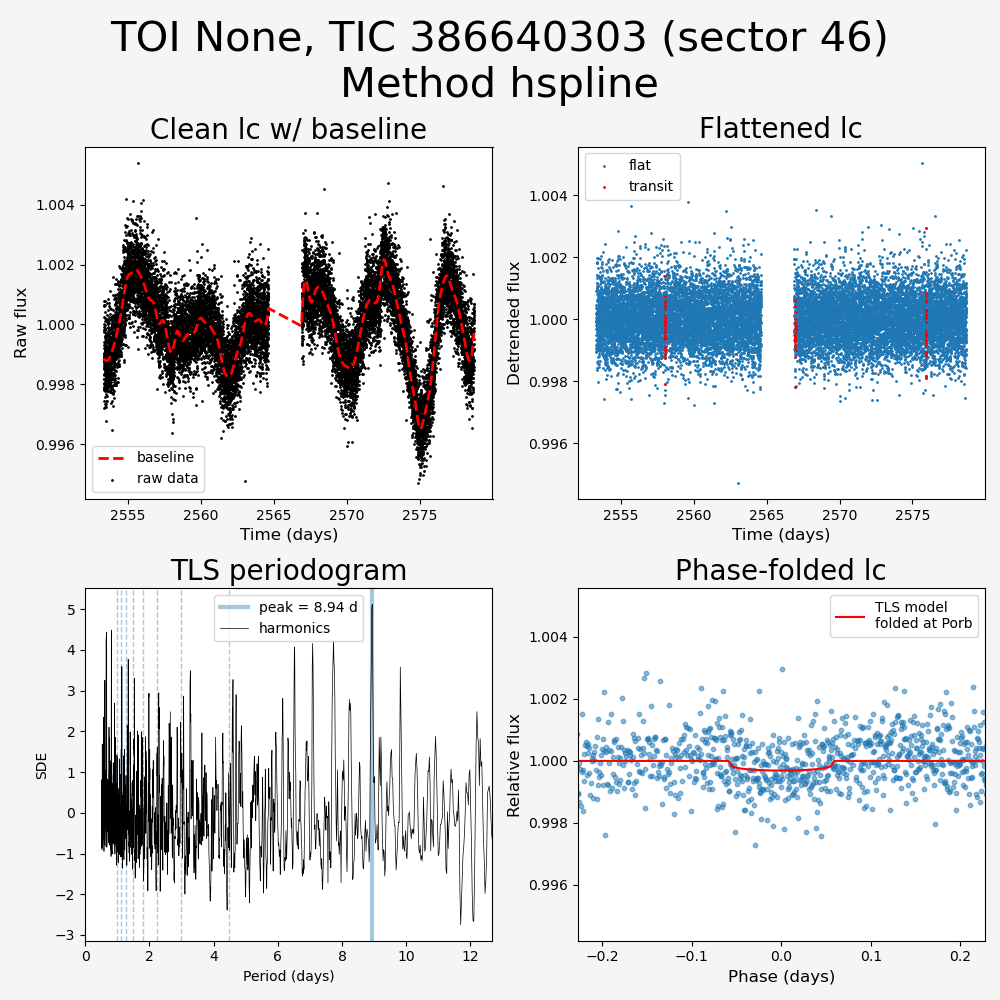 TOI None, TIC 386640303 (sector 46)
Method hspline
Clean lc w/ baseline
Raw flux
1.004
1.002
1.000
0.998
0.996
baseline
raw data
2555
2560
2565
2570
2575
Time (days)
Flattened lc
Detrended flux
1.004
1.002
1.000
0.998
0.996
flat
transit
2555
2560
2565
2570
2575
Time (days)
TLS periodogram
SDE
5
4
3
2
1
0
−1
−2
−3
peak = 8.94 d
harmonics
0
2
4
6
8
10
12
Period (days)
Phase-folded lc
Relative flux
1.004
1.002
1.000
0.998
0.996
TLS model
folded at Porb
−0.2
−0.1
0.0
0.1
0.2
Phase (days)